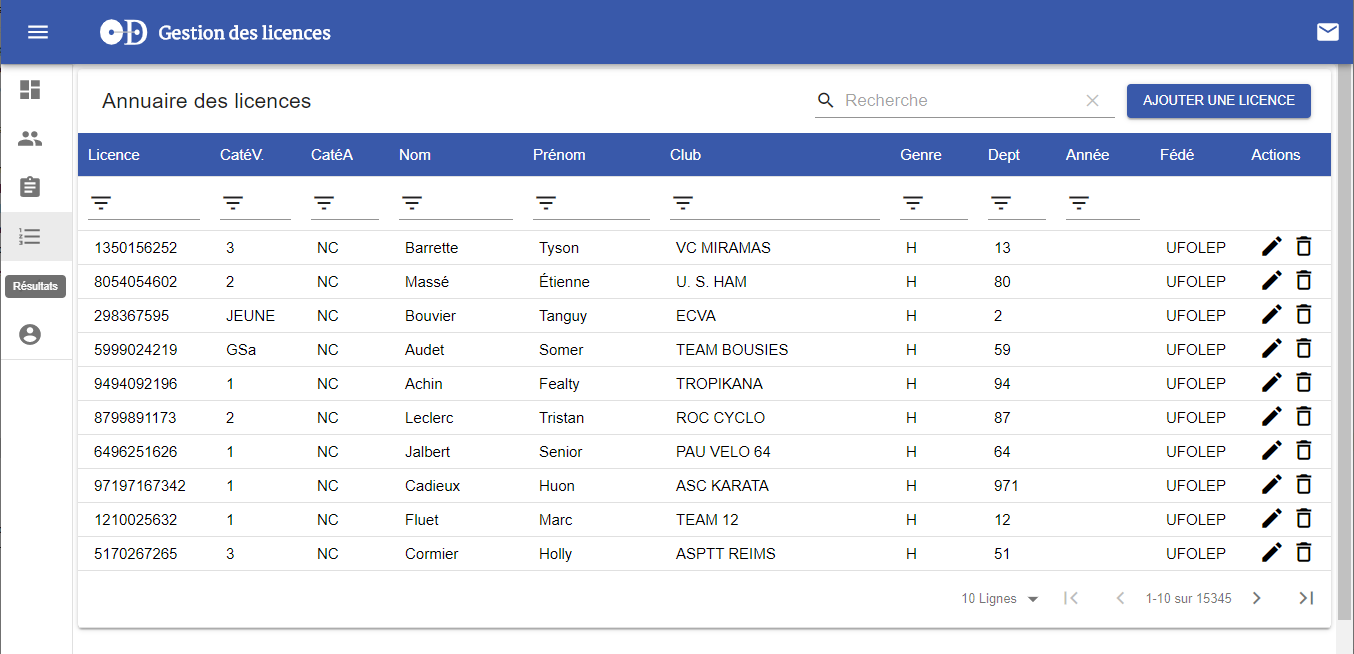 Gestion des licences
Annuaire des licences Recherche AJOUTER UNE LICENCE
Licence CatéV. CatéA Nom Prénom Club Genre Dept Année Fédé Actions
1350156252 3 NC Barrette Tyson VC MIRAMAS H 13 UFOLEP
8054054602 2 NC Massé Étienne U. S. HAM H 80 UFOLEP
Résultats
298367595 JEUNE NC Bouvier Tanguy ECVA H 2 UFOLEP
5999024219 GSa NC Audet Somer TEAM BOUSIES H 59 UFOLEP
9494092196 1 NC Achin Fealty TROPIKANA H 94 UFOLEP
8799891173 2 NC Leclerc Tristan ROC CYCLO H 87 UFOLEP
6496251626 1 NC Jalbert Senior PAU VELO 64 H 64 UFOLEP
97197167342 1 NC Cadieux Huon ASC KARATA H 971 UFOLEP
1210025632 1 NC Fluet Marc TEAM 12 H 12 UFOLEP
5170267265 3 NC Cormier Holly ASPTT REIMS H 51 UFOLEP
10 Lignes 1-10 sur 15345